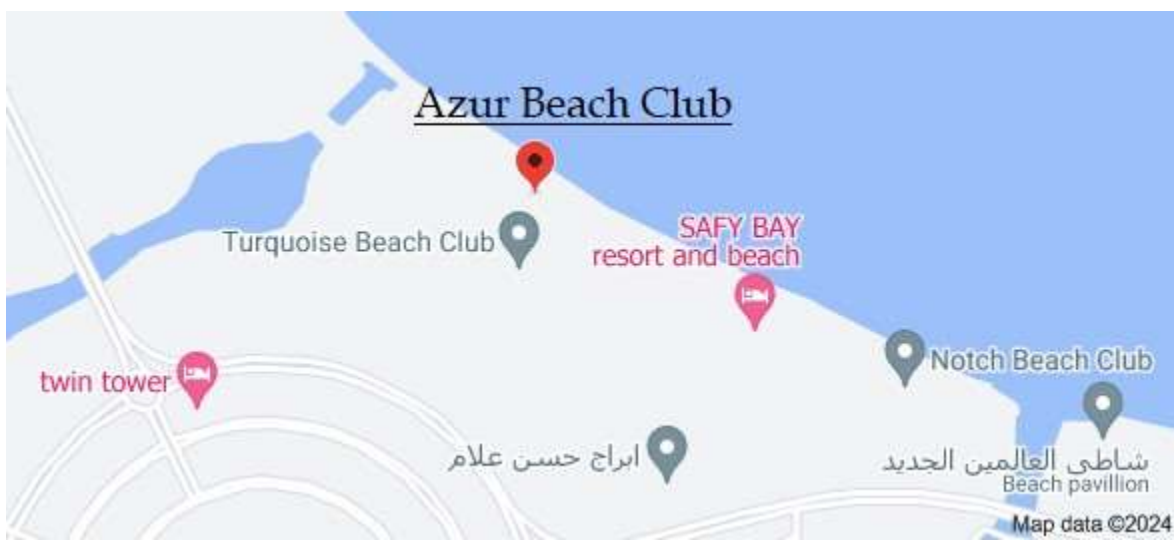 Azur Beach Club
Turquoise Beach Club
SAFY BAY
resort and beach
Notch Beach Club
twin tower
ابراج حسن علام
شاطئ العالمين الجديد
Beach pavillion
Map data ©2024